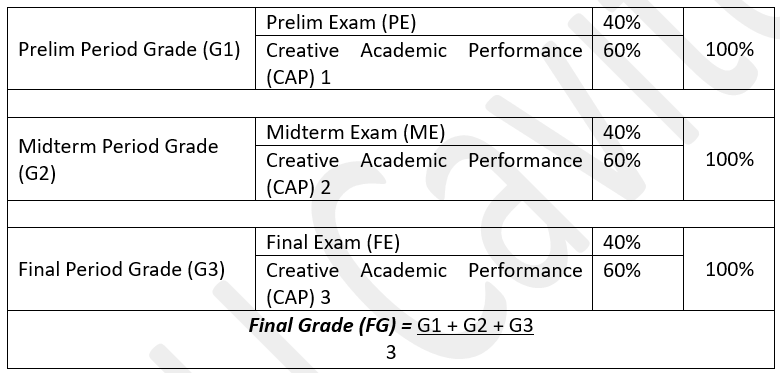 Prelim Period Grade (G1)
Prelim Exam (PE)
40%
Creative Academic Performance
(CAP) 1
60%
100%
Midterm Period Grade
(G2)
Midterm Exam (ME)
40%
Creative Academic Performance
(CAP) 2
60%
100%
Final Period Grade (G3)
Final Exam (FE)
40%
Creative Academic Performance
(CAP) 3
60%
100%
Final Grade (FG) = G1 + G2 + G3
3